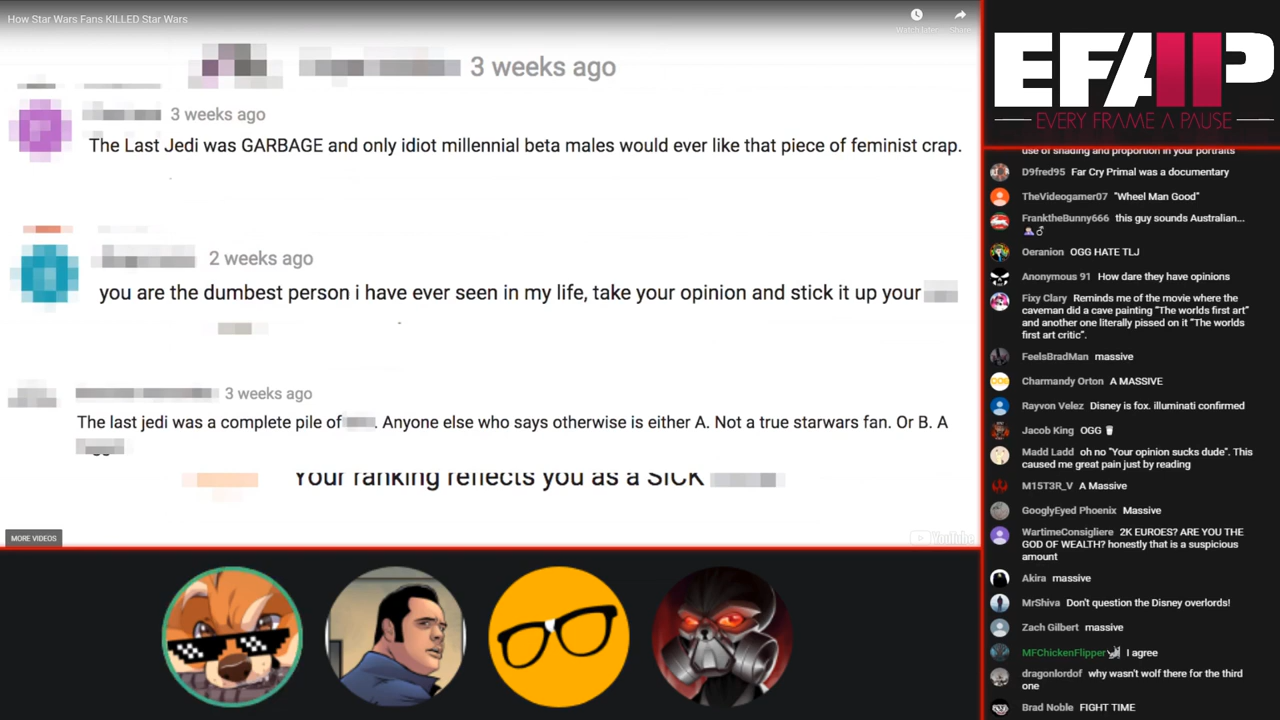 How Star Wars Fans KILLED Star Wars
Watch later
Share
3 weeks ago
3 weeks ago
The Last Jedi was GARBAGE and only idiot millennial beta males would ever like that piece of feminist crap.
2 weeks ago
you are the dumbest person i have ever seen in my life, take your opinion and stick it up your
3 weeks ago
The last jedi was a complete pile of . Anyone else who says otherwise is either A. Not a true starwars fan. Or B. A
Your ranking reflects you as a SICK
MORE VIDEOS
YouTube
EFAP
EVERY FRAME A PAUSE
use of shading and proportion in your portraits
D9fred95 Far Cry Primal was a documentary
TheVideogamer07 "Wheel Man Good"
FranktheBunny666 this guy sounds Australian...
Oeranion OGG HATE TLJ
Anonymous 91 How dare they have opinions
Fixy Clary Reminds me of the movie where the
caveman did a cave painting "The worlds first art"
and another one literally pissed on it "The worlds
first art critic".
FeelsBradMan massive
Charmandy Orton A MASSIVE
Rayvon Velez Disney is fox. illuminati confirmed
Jacob King OGG
Madd Ladd oh no "Your opinion sucks dude". This
caused me great pain just by reading
M15T3R_V A Massive
GooglyEyed Phoenix Massive
WartimeConsigliere 2K EUROES? ARE YOU THE
GOD OF WEALTH? honestly that is a suspicious
amount
Akira massive
MrShiva Don't question the Disney overlords!
Zach Gilbert massive
MFChickenFlipper I agree
dragonlordof why wasn't wolf there for the third
one
Brad Noble FIGHT TIME